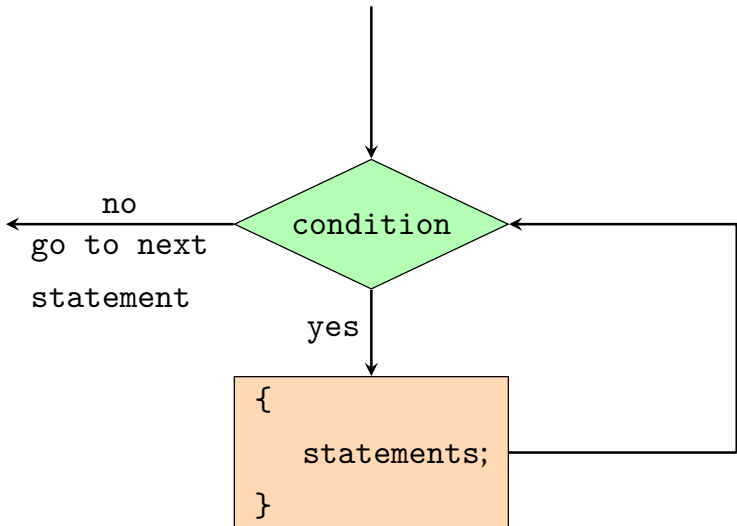 no
condition
go to next
statement
yes
{
statements;
}